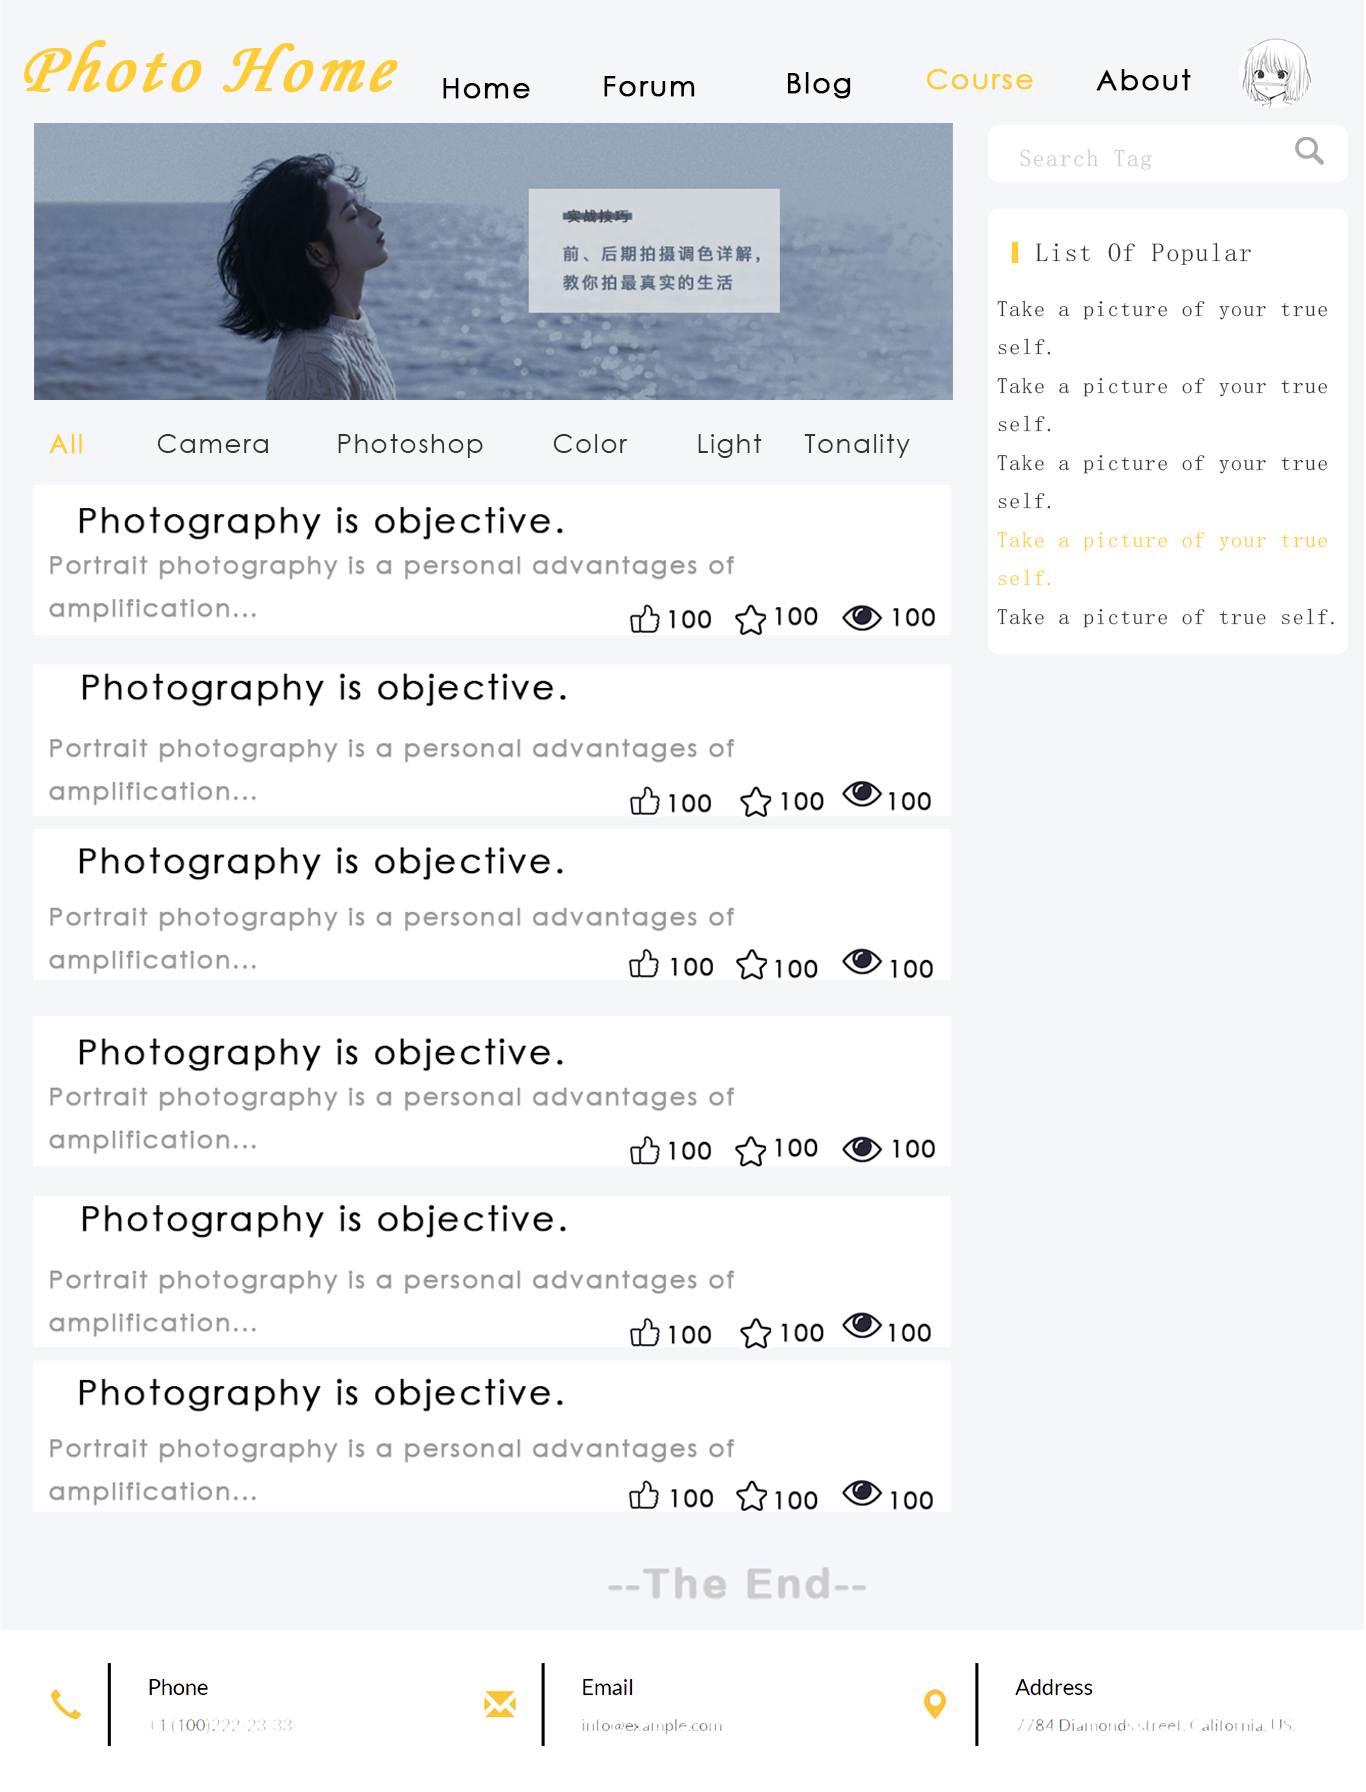 Photo Home
Home Forum Blog Course About
Search Tag
实战技巧
前、后期拍摄调色详解，
教你拍最真实的生活
List Of Popular
Take a picture of your true
self.
Take a picture of your true
self.
Take a picture of your true
self.
Take a picture of your true
self.
Take a picture of true self.
All Camera Photoshop Color Light Tonality
Photography is objective.
Portrait photography is a personal advantages of
amplification...
100 100 100
Photography is objective.
Portrait photography is a personal advantages of
amplification...
100 100 100
Photography is objective.
Portrait photography is a personal advantages of
amplification...
100 100 100
Photography is objective.
Portrait photography is a personal advantages of
amplification...
100 100 100
Photography is objective.
Portrait photography is a personal advantages of
amplification...
100 100 100
Photography is objective.
Portrait photography is a personal advantages of
amplification...
100 100 100
--The End--
Phone
+1 (100)222-23-33
Email
info@example.com
Address
7784 Diamonds street, California, US.